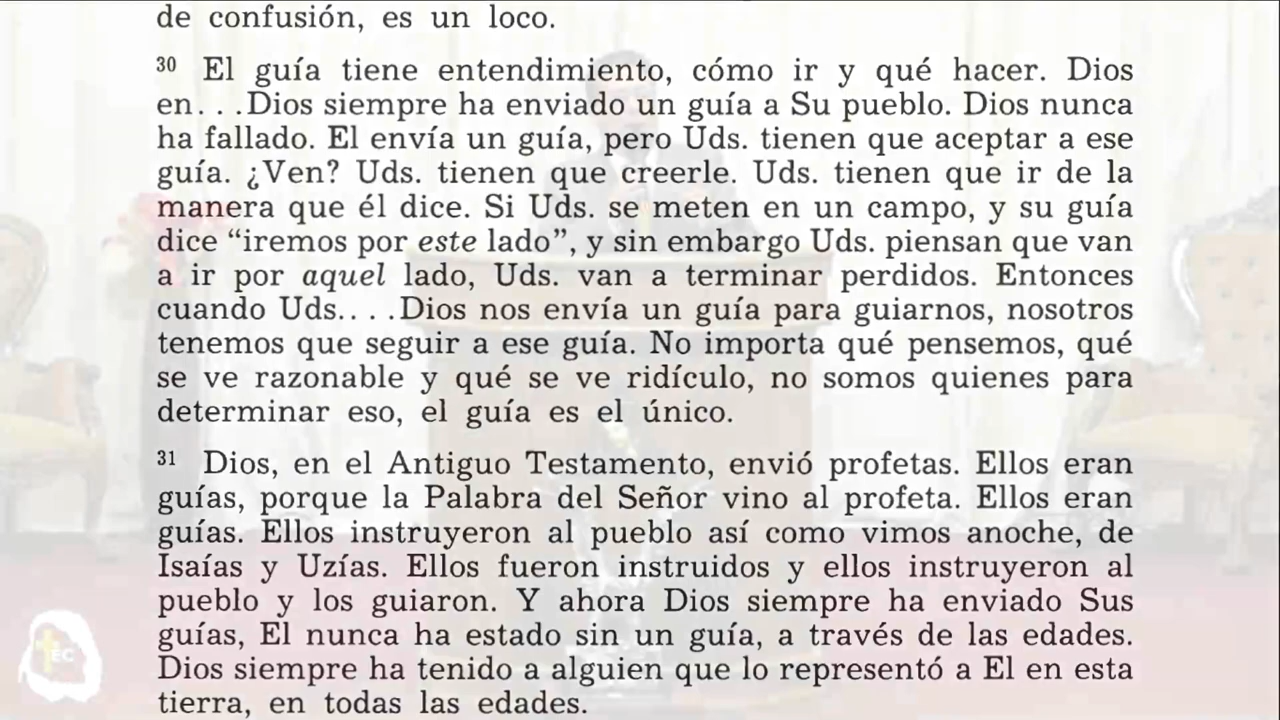 de confusión, es un loco.
30 El guía tiene entendimiento, cómo ir y qué hacer. Dios
en. . .Dios siempre ha enviado un guía a Su pueblo. Dios nunca
ha fallado. El envía un guía, pero Uds. tienen que aceptar a ese
guía. ¿Ven? Uds. tienen que creerle. Uds. tienen que ir de la
manera que él dice. Si Uds. se meten en un campo, y su guía
dice “iremos por este lado”, y sin embargo Uds. piensan que van
a ir por aquel lado, Uds. van a terminar perdidos. Entonces
cuando Uds.. . .Dios nos envía un guía para guiarnos, nosotros
tenemos que seguir a ese guía. No importa qué pensemos, qué
se ve razonable y qué se ve ridículo, no somos quienes para
determinar eso, el guía es el único.
31 Dios, en el Antiguo Testamento, envió profetas. Ellos eran
guías, porque la Palabra del Señor vino al profeta. Ellos eran
guías. Ellos instruyeron al pueblo así como vimos anoche, de
Isaías y Uzías. Ellos fueron instruidos y ellos instruyeron al
pueblo y los guiaron. Y ahora Dios siempre ha enviado Sus
guías, El nunca ha estado sin un guía, a través de las edades.
Dios siempre ha tenido a alguien que lo representó a El en esta
tierra, en todas las edades.